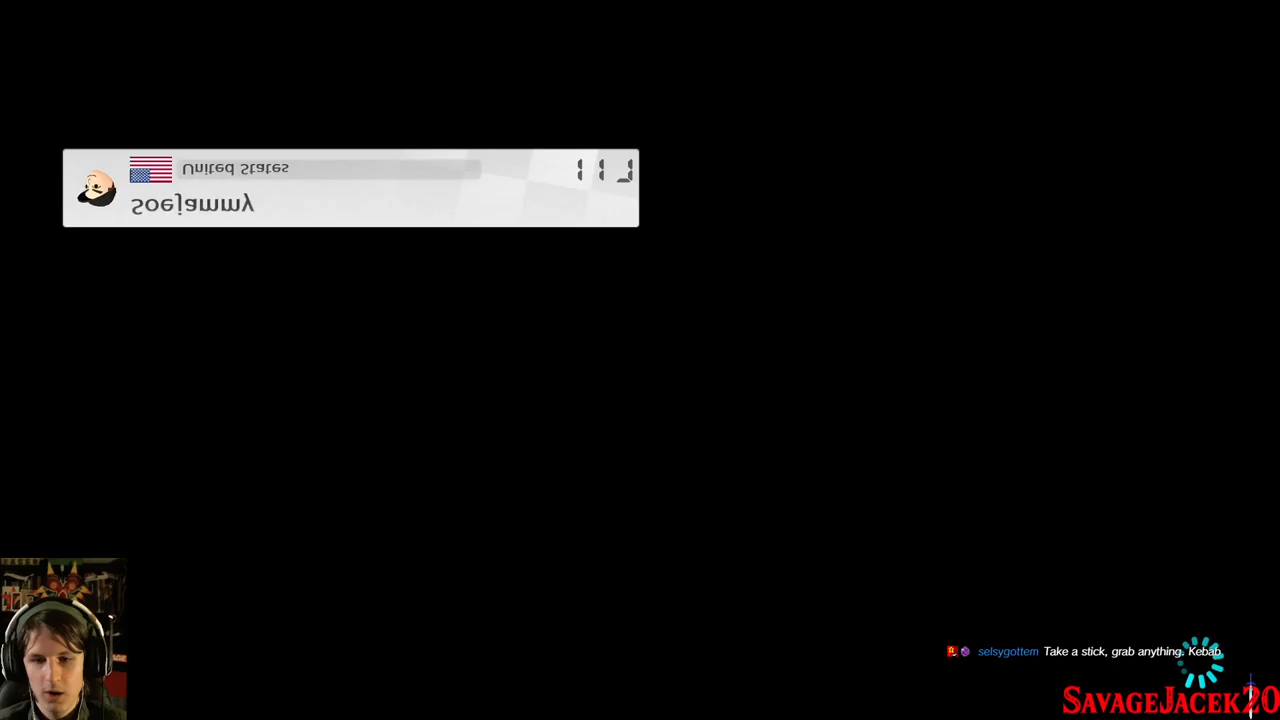 United States
Soejammy
selsygottem Take a stick, grab anything. Kebab
SavageJacek20